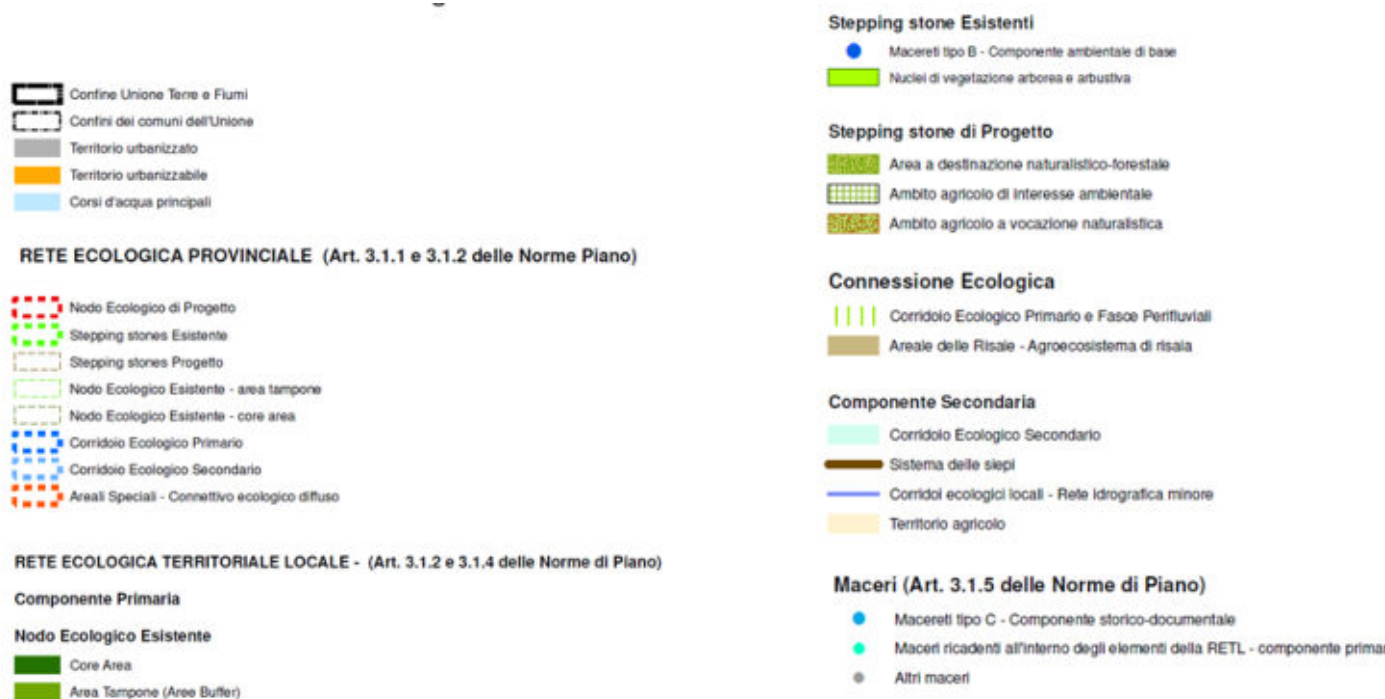 Confine Unione Terre e Fiumi
Confini dei comuni dell'Unione
Territorio urbanizzato
Territorio urbanizzabile
Corsi d'acqua principali
RETE ECOLOGICA PROVINCIALE (Art. 3.1.1 e 3.1.2 delle Norme Piano)
Nodo Ecologico di Progetto
Stepping stones Esistente
Stepping stones Progetto
Nodo Ecologico Esistente - area tampone
Nodo Ecologico Esistente - core area
Corridoio Ecologico Primario
Corridoio Ecologico Secondario
Areali Speciali - Connettivo ecologico diffuso
RETE ECOLOGICA TERRITORIALE LOCALE - (Art. 3.1.2 e 3.1.4 delle Norme di Piano)
Componente Primaria
Nodo Ecologico Esistente
Core Area
Area Tampone (Aree Buffer)
Stepping stone Esistenti
Macereti tipo B - Componente ambientale di base
Nuclei di vegetazione arborea e arbustiva
Stepping stone di Progetto
Area a destinazione naturalistico-forestale
Ambito agricolo di interesse ambientale
Ambito agricolo a vocazione naturalistica
Connessione Ecologica
Corridoio Ecologico Primario e Fasce Perifluviali
Areale delle Risaie - Agroecosistema di risaia
Componente Secondaria
Corridoio Ecologico Secondario
Sistema delle siepi
Corridoi ecologici locali - Rete idrografica minore
Territorio agricolo
Maceri (Art. 3.1.5 delle Norme di Piano)
Macereti tipo C - Componente storico-documentale
Maceri ricadenti all'interno degli elementi della RETL - componente primar
Altri maceri